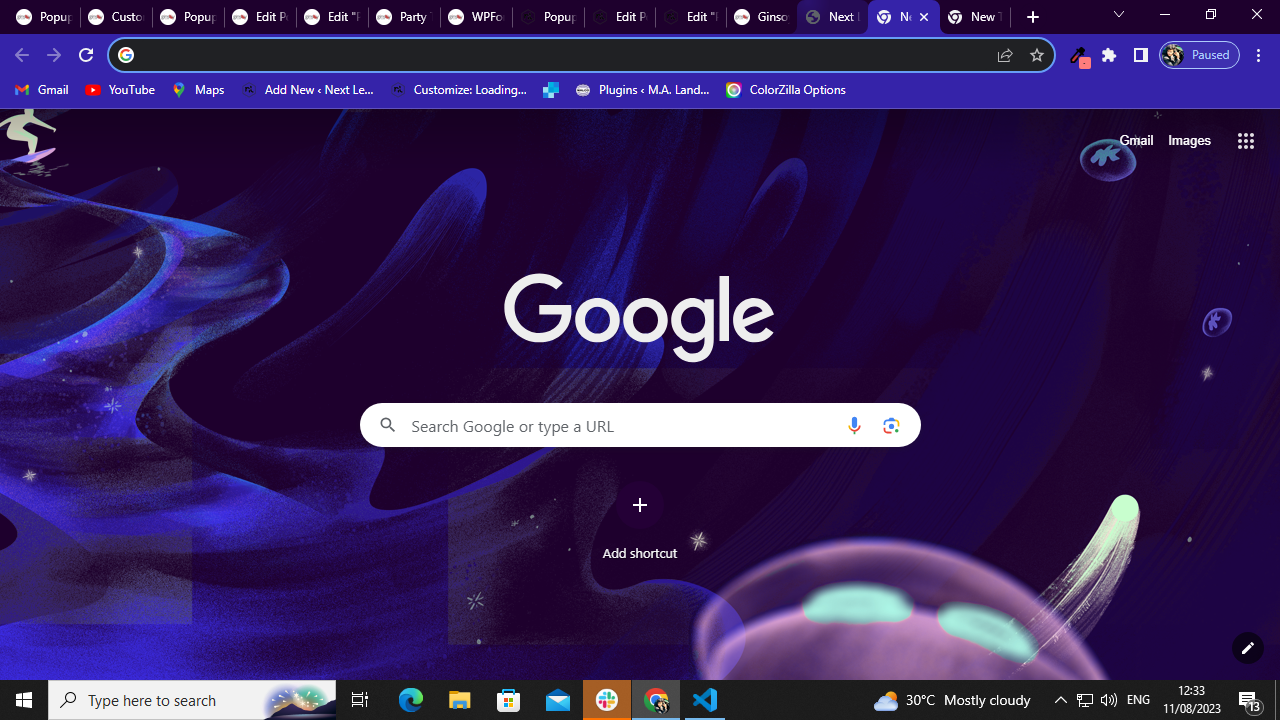 Popup
Custo
Popup
Edit P
Edit "F
Party T
WPFo
Popup
Edit P
Edit "F
Ginso
Next L
Ne
New T
Paused
Gmail
YouTube
Maps
Add New ‹ Next Le...
Customize: Loading...
Plugins ‹ M.A. Land...
ColorZilla Options
Gmail Images
Google
Search Google or type a URL
Add shortcut
Type here to search
30°C Mostly cloudy
ENG
12:33
11/08/2023
13